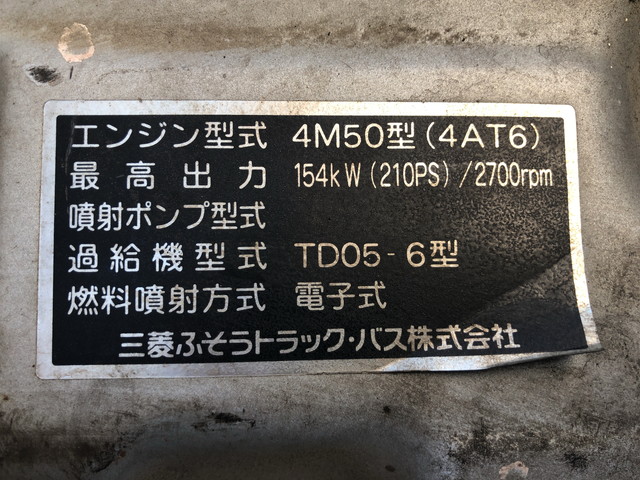 エンジン型式 4M50型(4AT6)
最高出力 154kW(210PS)/2700rpm
噴射ポンプ型式
過給機型式 TD05-6型
燃料噴射方式 電子式
三菱ふそうトラック・バス株式会社